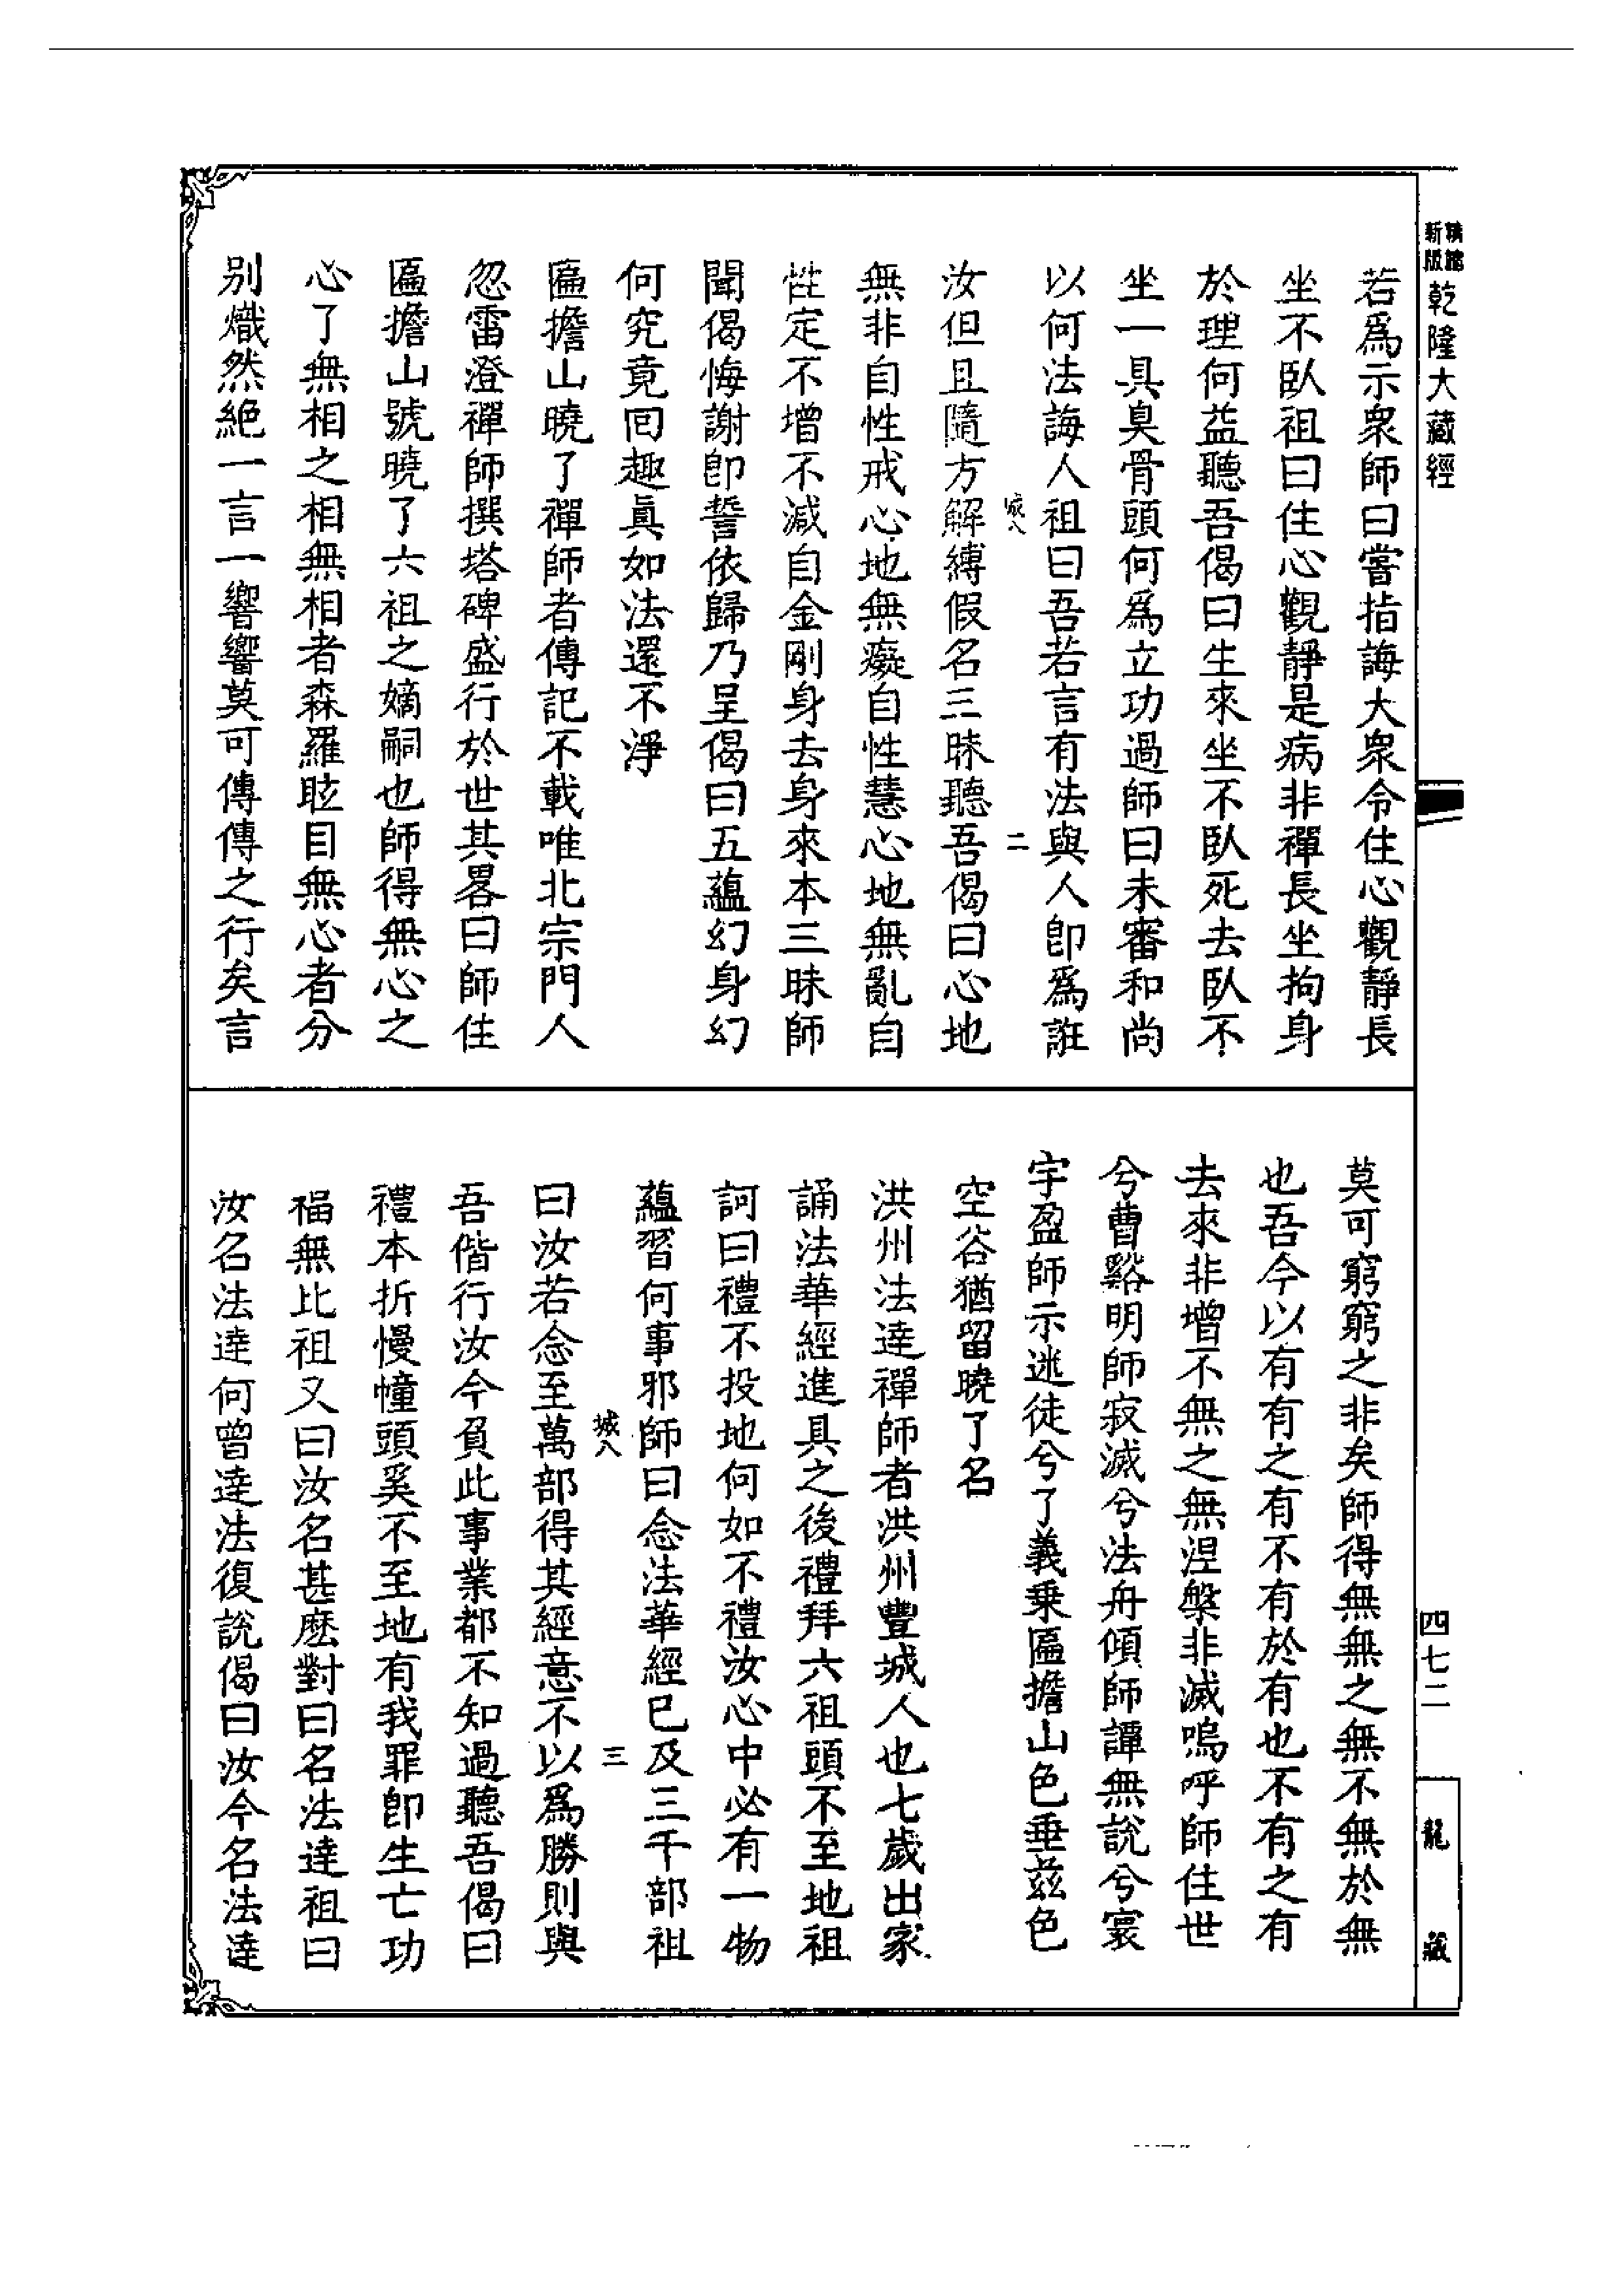 精縮
新版
乾隆大藏經
若爲示衆師曰嘗指誨大衆令住心觀靜長
坐不臥祖曰住心觀靜是病非禪長坐拘身
於理何益聽吾偈曰生來坐不臥死去臥不
坐一具臭骨頭何爲立功過師曰未審和尚
以何法誨人祖曰吾若言有法與人卽爲誑
城八 二
汝但且隨方解縛假名三昧聽吾偈曰心地
無非自性戒心地無癡自性慧心地無亂自
性定不增不減自金剛身去身來本三昧師
聞偈悔謝卽誓依歸乃呈偈曰五蘊幻身幻
何究竟回趣眞如法還不淨
匾擔山曉了禪師者傳記不載唯北宗門人
忽雷澄禪師撰塔碑盛行於世其畧曰師住
匾擔山號曉了六祖之嫡嗣也師得無心之
心了無相之相無相者森羅眩目無心者分
別熾然絶一言一響響莫可傳傳之行矣言
莫可窮窮之非矣師得無無之無不無於無
也吾今以有有之有不有於有也不有之有
去來非增不無之無涅槃非滅嗚呼師住世
兮曹谿明師寂滅兮法舟傾師譚無說兮寰
宇盈師示迷徒兮了義乗匾擔山色垂兹色
空谷猶留曉了名
洪州法達禪師者洪州豐城人也七歲出家
誦法華經進具之後禮拜六祖頭不至地祖
訶曰禮不投地何如不禮汝心中必有一物
蘊習何事邪師曰念法華經已及三千部祖
城八 三
曰汝若念至萬部得其經意不以爲勝則與
吾偕行汝今負此事業都不知過聽吾偈曰
禮本折慢幢頭奚不至地有我罪卽生亡功
福無比祖又曰汝名甚麽對曰名法達祖曰
汝名法達何曾達法復說偈曰汝今名法達
四七二
龍藏